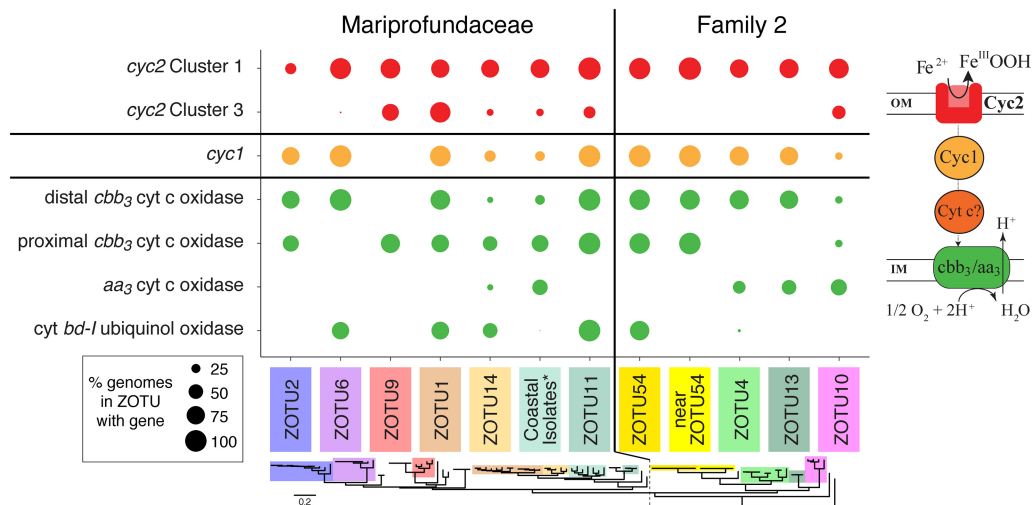 Mariprofundaceae
Family 2
cyc2 Cluster 1
cyc2 Cluster 3
cyc1
distal cbb3 cyt c oxidase
proximal cbb3 cyt c oxidase
aa3 cyt c oxidase
cyt bd-I ubiquinol oxidase
% genomes
in ZOTU
with gene
25
50
75
100
ZOTU2
ZOTU6
ZOTU9
ZOTU1
ZOTU14
Coastal
Isolates*
ZOTU11
ZOTU54
near
ZOTU54
ZOTU4
ZOTU13
ZOTU10
0.2
Fe2+
FeIIIOOH
OM
Cyc2
Cyc1
Cyt c?
H+
IM
cbb3/aa3
1/2 O2 + 2H+
H2O